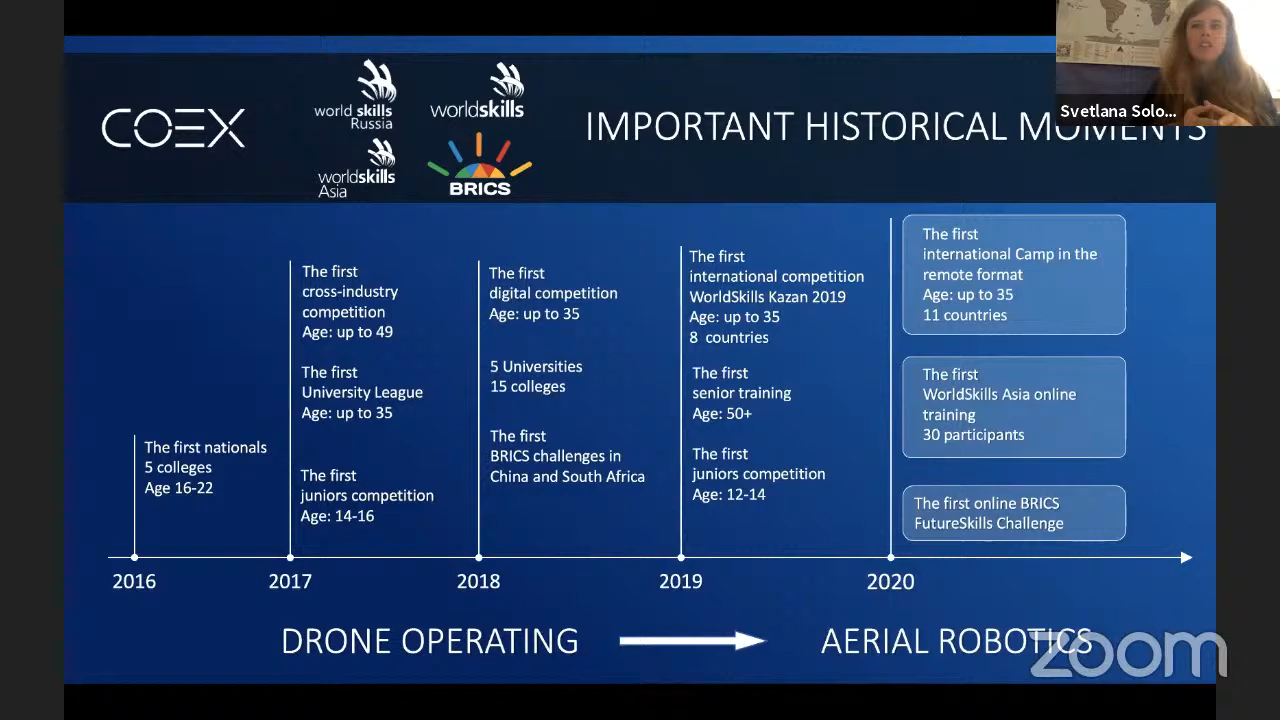 COEX
world skills
Russia
worldskills
worldskills
Asia
BRICS
IMPORTANT HISTORICAL MOMENTS
Svetlana Solo...
The first nationals
5 colleges
Age 16-22
The first
cross-industry
competition
Age: up to 49
The first
University League
Age: up to 35
The first
juniors competition
Age: 14-16
The first
digital competition
Age: up to 35
5 Universities
15 colleges
The first
BRICS challenges in
China and South Africa
The first
international competition
WorldSkills Kazan 2019
Age: up to 35
8 countries
The first
senior training
Age: 50+
The first
juniors competition
Age: 12-14
The first
international Camp in the
remote format
Age: up to 35
11 countries
The first
WorldSkills Asia online
training
30 participants
The first online BRICS
FutureSkills Challenge
2016 2017 2018 2019 2020
DRONE OPERATING AERIAL ROBOTICS
zoom